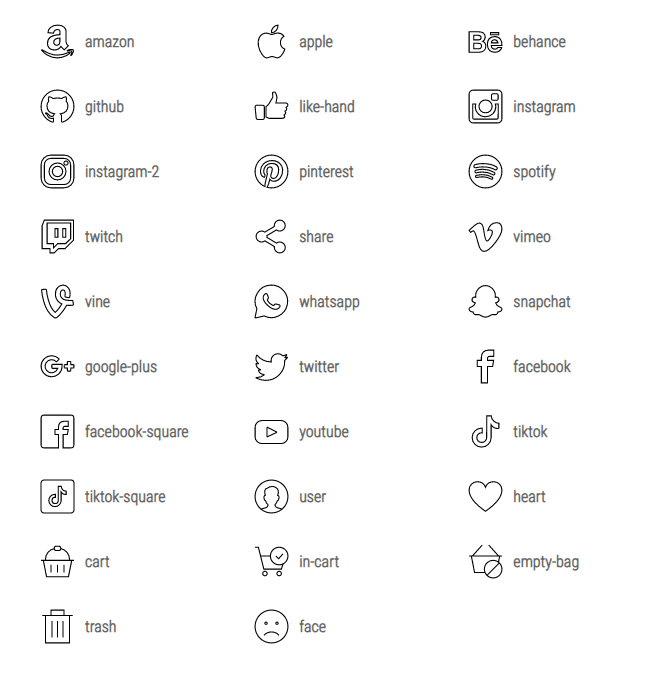 amazon
apple
behance
github
like-hand
instagram
instagram-2
pinterest
spotify
twitch
share
vimeo
vine
whatsapp
snapchat
google-plus
twitter
facebook
facebook-square
youtube
tiktok
tiktok-square
user
heart
cart
in-cart
empty-bag
trash
face